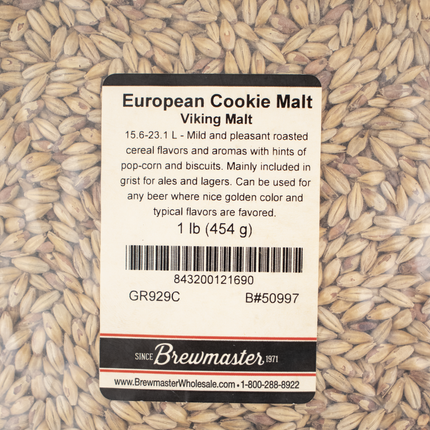 European Cookie Malt
Viking Malt
15.6-23.1 L - Mild and pleasant roasted
cereal flavors and aromas with hints of
pop-corn and biscuits. Mainly included in
grist for ales and lagers. Can be used for
any beer where nice golden color and
typical flavors are favored.
1 lb (454 g)
843200121690
GR929C B#50997
SINCE Brewmaster 1971
www.BrewmasterWholesale.com • 1-800-288-8922